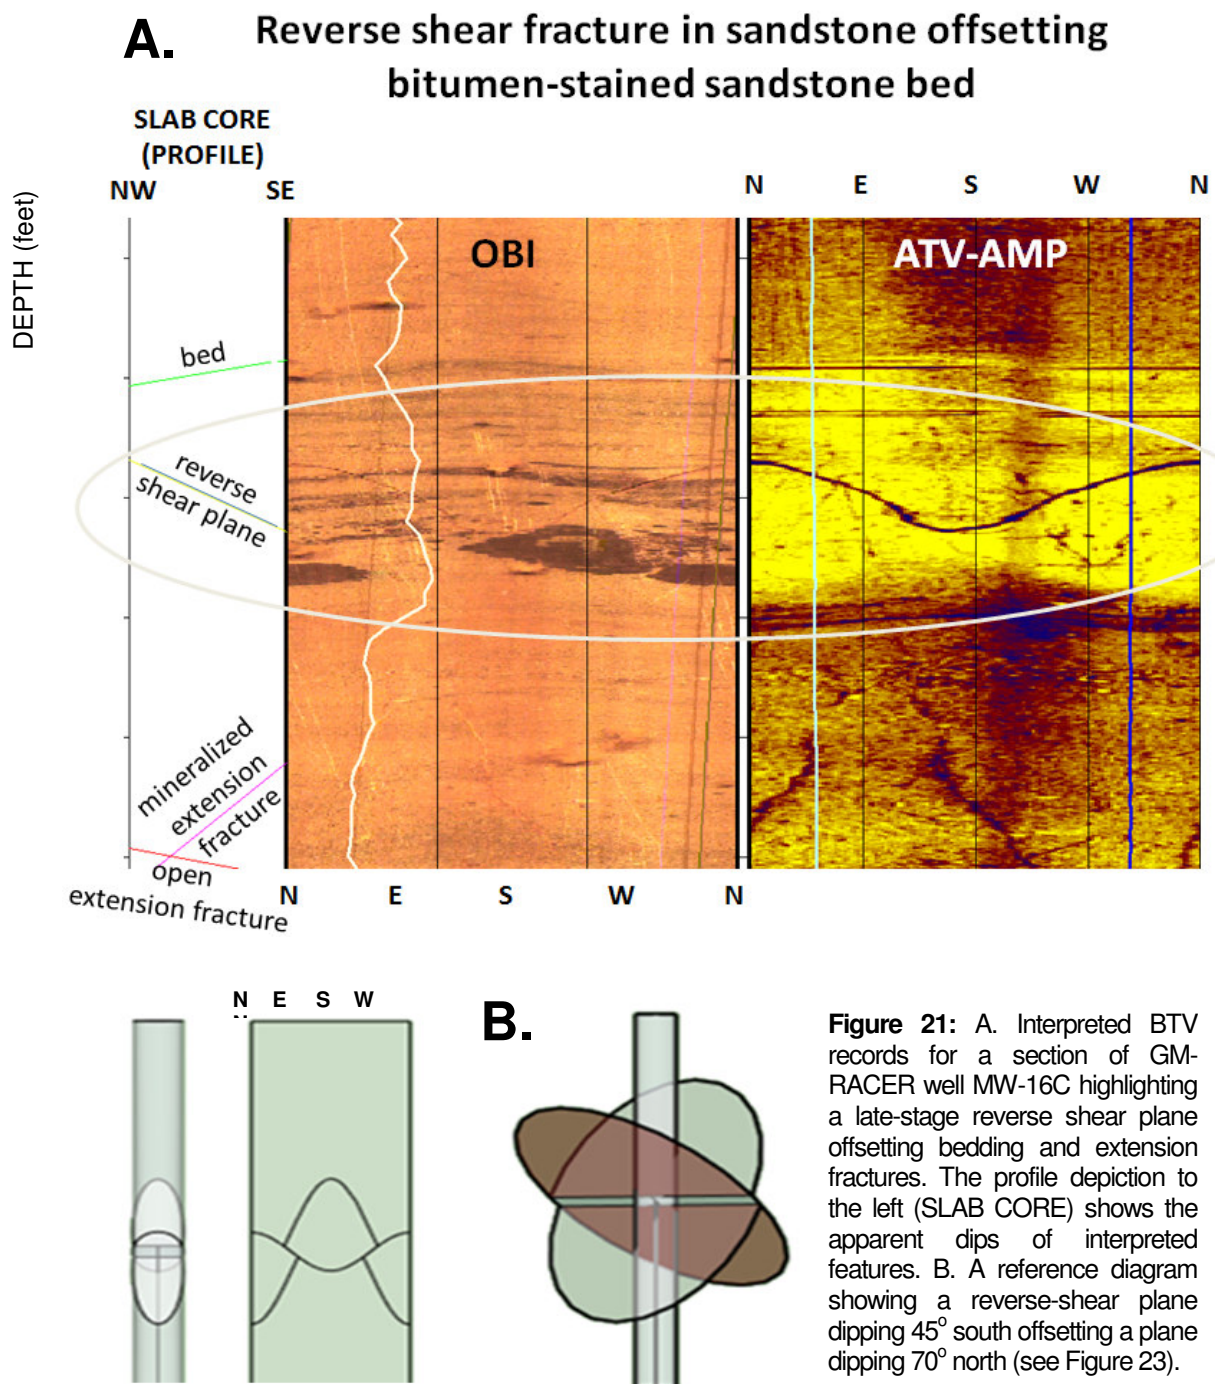 A.
Reverse shear fracture in sandstone offsetting
bitumen-stained sandstone bed
SLAB CORE
(PROFILE)
NW SE
N E S W N
DEPTH (feet)
OBI
ATV-AMP
bed
reverse
shear plane
mineralized
extension
fracture
open
extension fracture
N E S W N
N E S W
B.
Figure 21: A. Interpreted BTV
records for a section of GM-
RACER well MW-16C highlighting
a late-stage reverse shear plane
offsetting bedding and extension
fractures. The profile depiction to
the left (SLAB CORE) shows the
apparent dips of interpreted
features. B. A reference diagram
showing a reverse-shear plane
dipping 45° south offsetting a plane
dipping 70° north (see Figure 23).